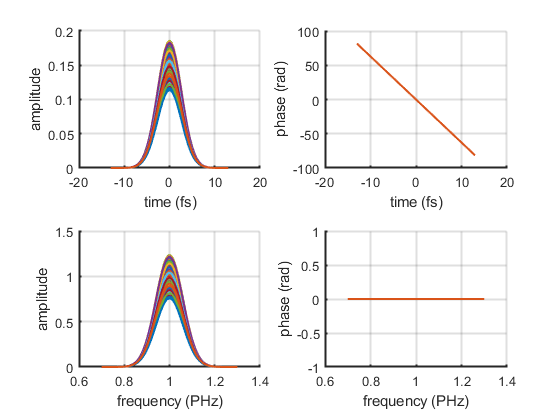 0.2
0.15
0.1
0.05
0
amplitude
-20 -10 0 10 20
time (fs)
100
50
0
-50
-100
phase (rad)
-20 -10 0 10 20
time (fs)
1.5
1
0.5
0
amplitude
0.6 0.8 1 1.2 1.4
frequency (PHz)
1
0.5
0
-0.5
-1
phase (rad)
0.6 0.8 1 1.2 1.4
frequency (PHz)